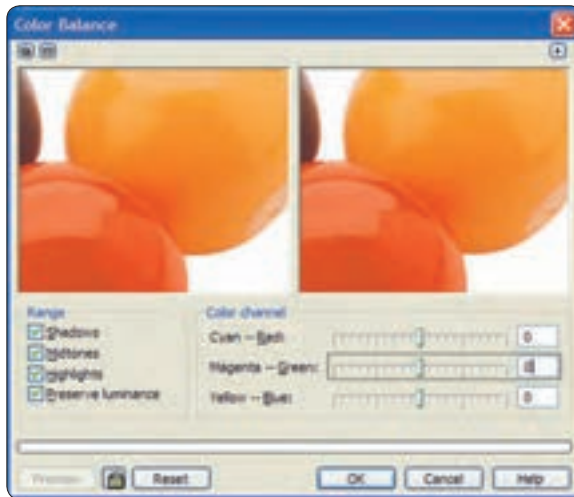 Color Balance
Range
Shadows
Midtones
Highlights
Preserve luminance
Color channel
Cyan -- Red: 0
Magenta -- Green: 0
Yellow -- Blue: 0
Preview Reset OK Cancel Help